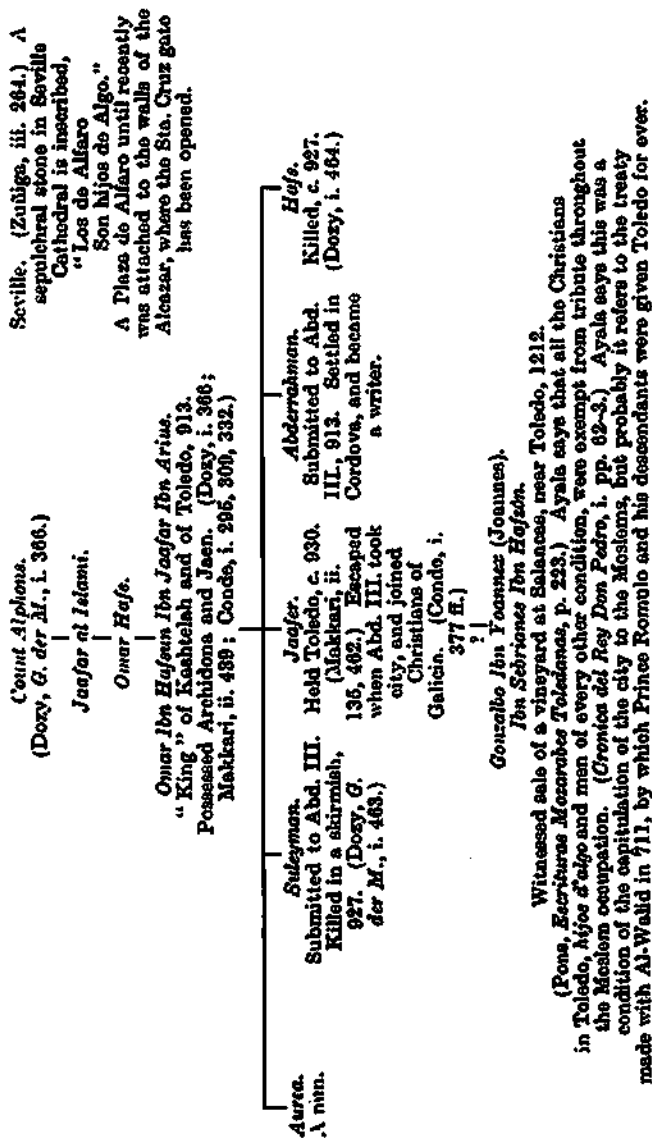 Count Alphons.
(Dozy, G. der M., i. 366.)
Jaafar al Islami.
Omar Hafs.
Omar Ibn Hafsun Ibn Jaafar Ibn Arius.
"King" of Kashtelah and of Toledo, 913.
Possessed Archidona and Jaen. (Dozy, i. 366;
Makkari, ii. 439; Conde, i. 295, 309, 332.)
Seville. (Zuñiga, iii. 264.) A
sepulchral stone in Seville
Cathedral is inscribed,
"Los de Alfaro
Son hijos de Algo."
A Plaza de Alfaro until recently
was attached to the walls of the
Alcazar, where the Sta. Cruz gate
has been opened.
Aurea.
A nun.
Suleyman.
Submitted to Abd. III.
Killed in a skirmish,
927. (Dozy, G.
der M., i. 463.)
Jaafer.
Held Toledo, c. 930.
(Makkari, ii.
135, 462.) Escaped
when Abd. III. took
city, and joined
Christians of
Galicia. (Conde, i.
377 ff.)
Abderrahman.
Submitted to Abd.
III., 913. Settled in
Cordova, and became
a writer.
Hafs.
Killed, c. 927.
(Dozy, i. 464.)
?
Gonzalbo Ibn Yoannes (Joannes).
Ibn Sebrianes Ibn Hafsón.
Witnessed sale of a vineyard at Salances, near Toledo, 1212.
(Pons, Escrituras Mozarabes Toledanas, p. 223.) Ayala says that all the Christians
in Toledo, hijos d'algo and men of every other condition, were exempt from tribute throughout
the Moslem occupation. (Cronica del Rey Don Pedro, i. pp. 62-3.) Ayala says this was a
condition of the capitulation of the city to the Moslems, but probably it refers to the treaty
made with Al-Walid in 711, by which Prince Romulo and his descendants were given Toledo for ever.